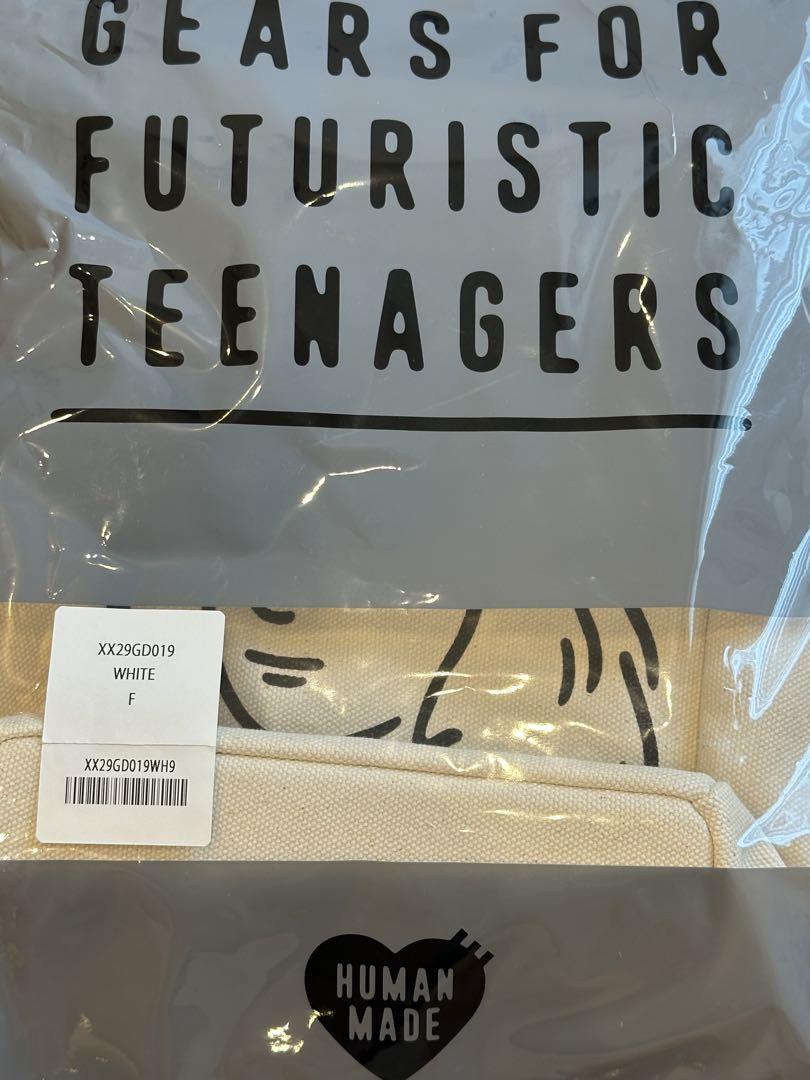 GEARS FOR
FUTURISTIC
TEENAGERS
XX29GD019
WHITE
F
XX29GD019WH9
HUMAN
MADE